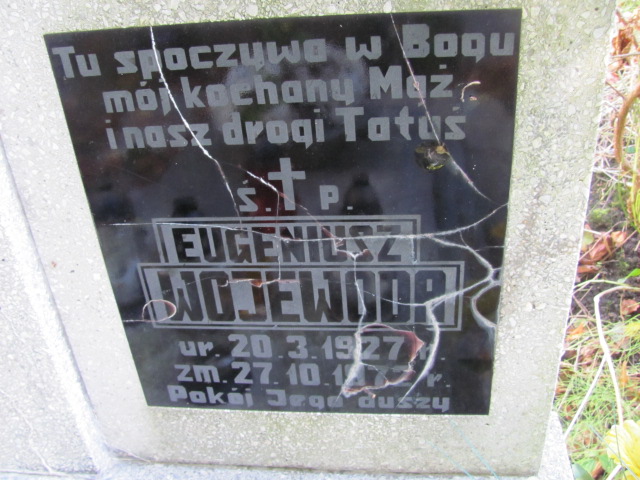 Tu spoczywa w Bogu
mój kochany Mąż
i nasz drogi Tatuś
ś. † p.
EUGENIUSZ
WOJEWODA
ur. 20.3.1927 r.
zm. 27.10. r.
Pokój Jego duszy